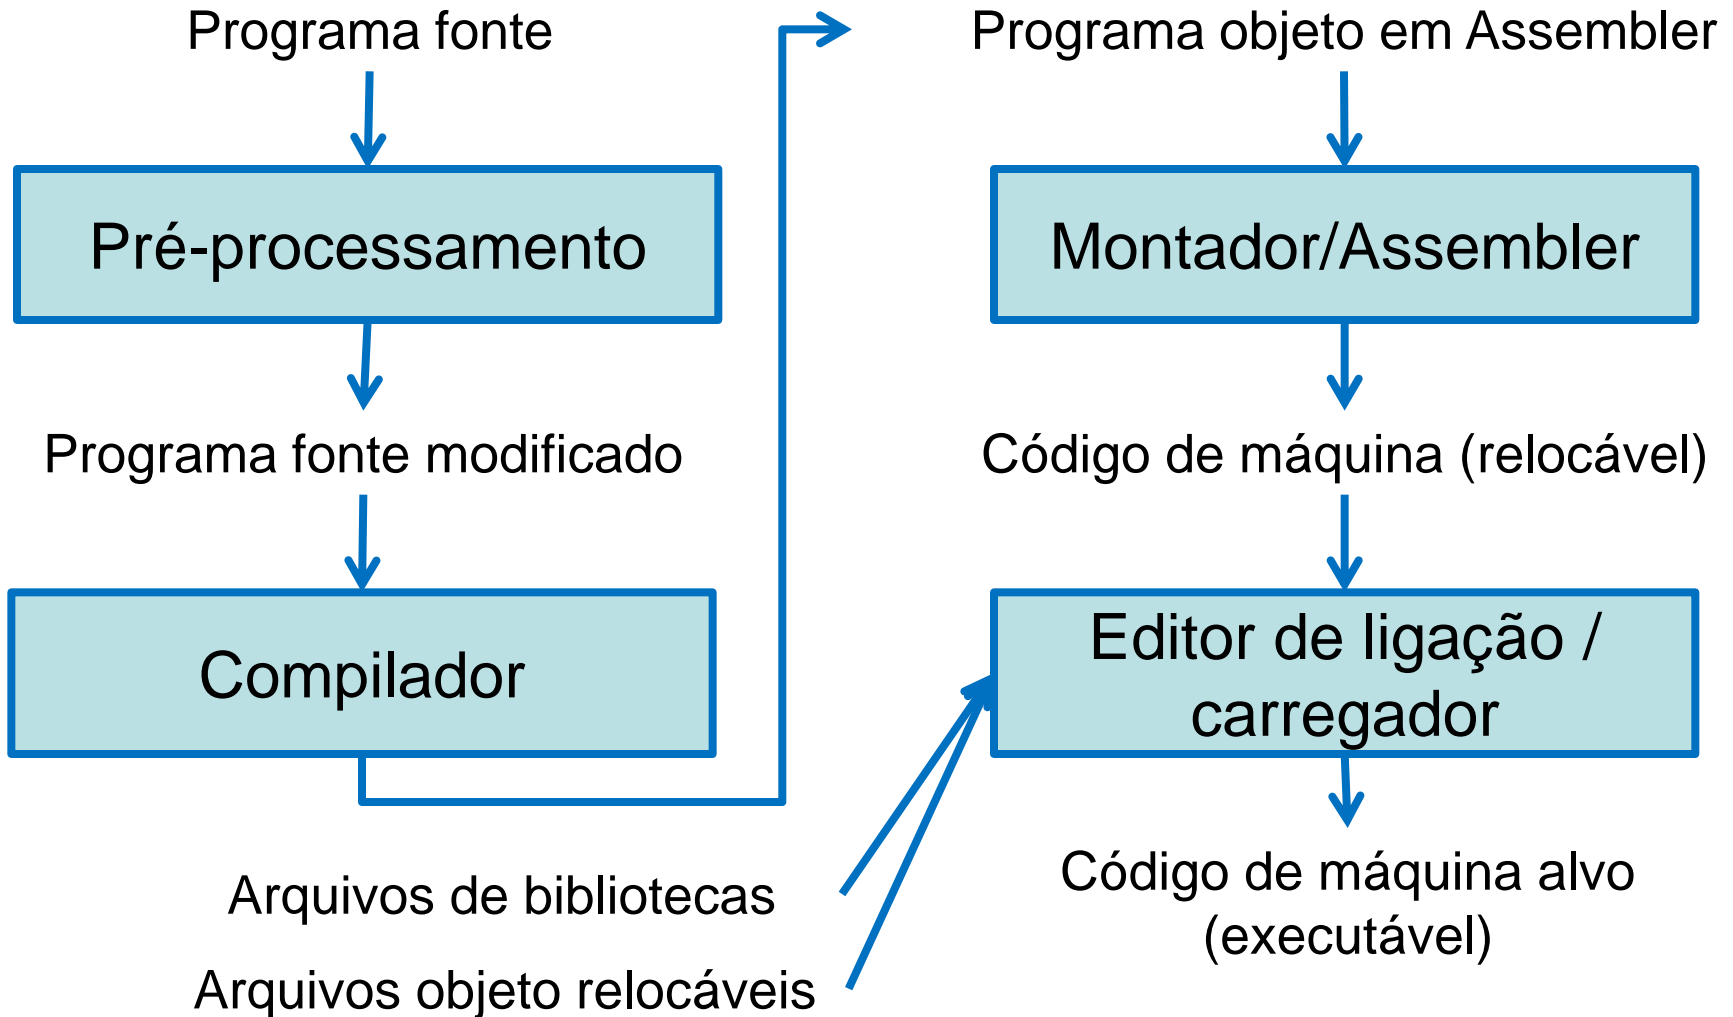 Programa fonte
Pré-processamento
Programa fonte modificado
Compilador
Programa objeto em Assembler
Montador/Assembler
Código de máquina (relocável)
Editor de ligação /
carregador
Arquivos de bibliotecas
Arquivos objeto relocáveis
Código de máquina alvo
(executável)